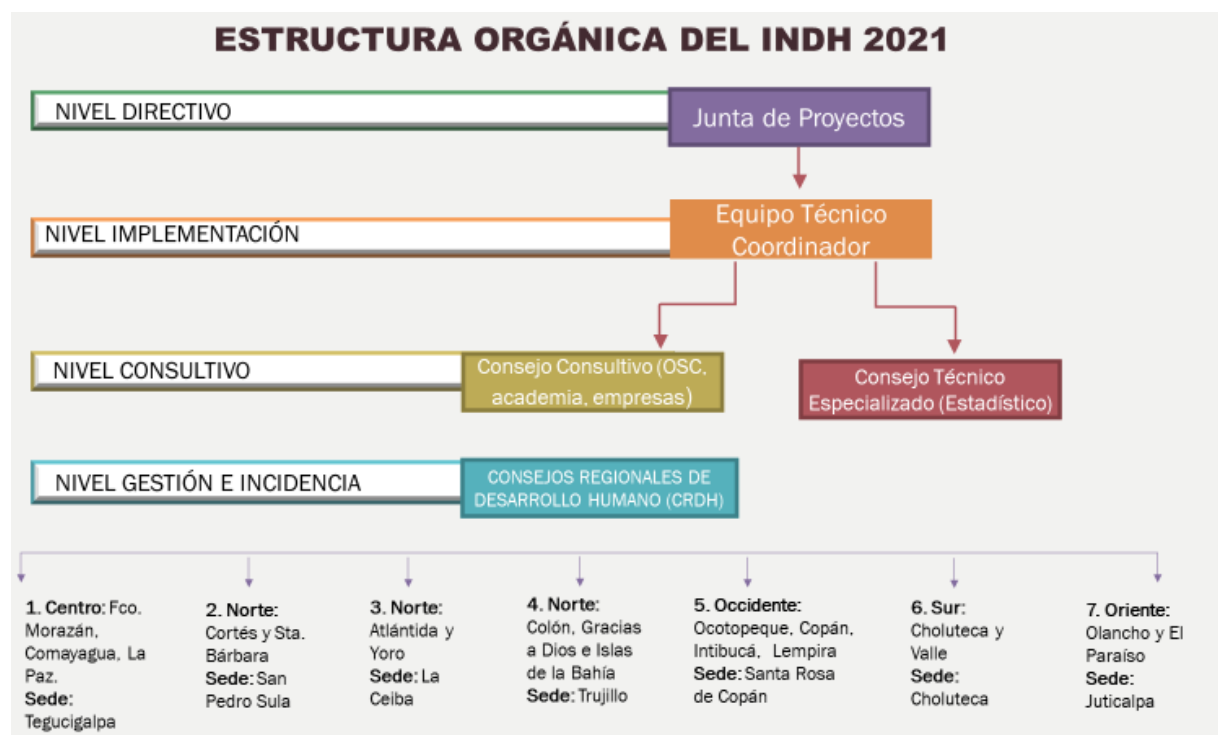 ESTRUCTURA ORGÁNICA DEL INDH 2021
NIVEL DIRECTIVO
Junta de Proyectos
NIVEL IMPLEMENTACIÓN
Equipo Técnico
Coordinador
NIVEL CONSULTIVO
Consejo Consultivo (OSC,
academia, empresas)
Consejo Técnico
Especializado (Estadístico)
NIVEL GESTIÓN E INCIDENCIA
CONSEJOS REGIONALES DE
DESARROLLO HUMANO (CRDH)
1. Centro: Fco.
Morazán,
Comayagua, La
Paz.
Sede:
Tegucigalpa
2. Norte:
Cortés y Sta.
Bárbara
Sede: San
Pedro Sula
3. Norte:
Atlántida y
Yoro
Sede: La
Ceiba
4. Norte:
Colón, Gracias
a Dios e Islas
de la Bahía
Sede: Trujillo
5. Occidente:
Ocotopeque, Copán,
Intibucá, Lempira
Sede: Santa Rosa
de Copán
6. Sur:
Choluteca y
Valle
Sede:
Choluteca
7. Oriente:
Olancho y El
Paraíso
Sede:
Juticalpa